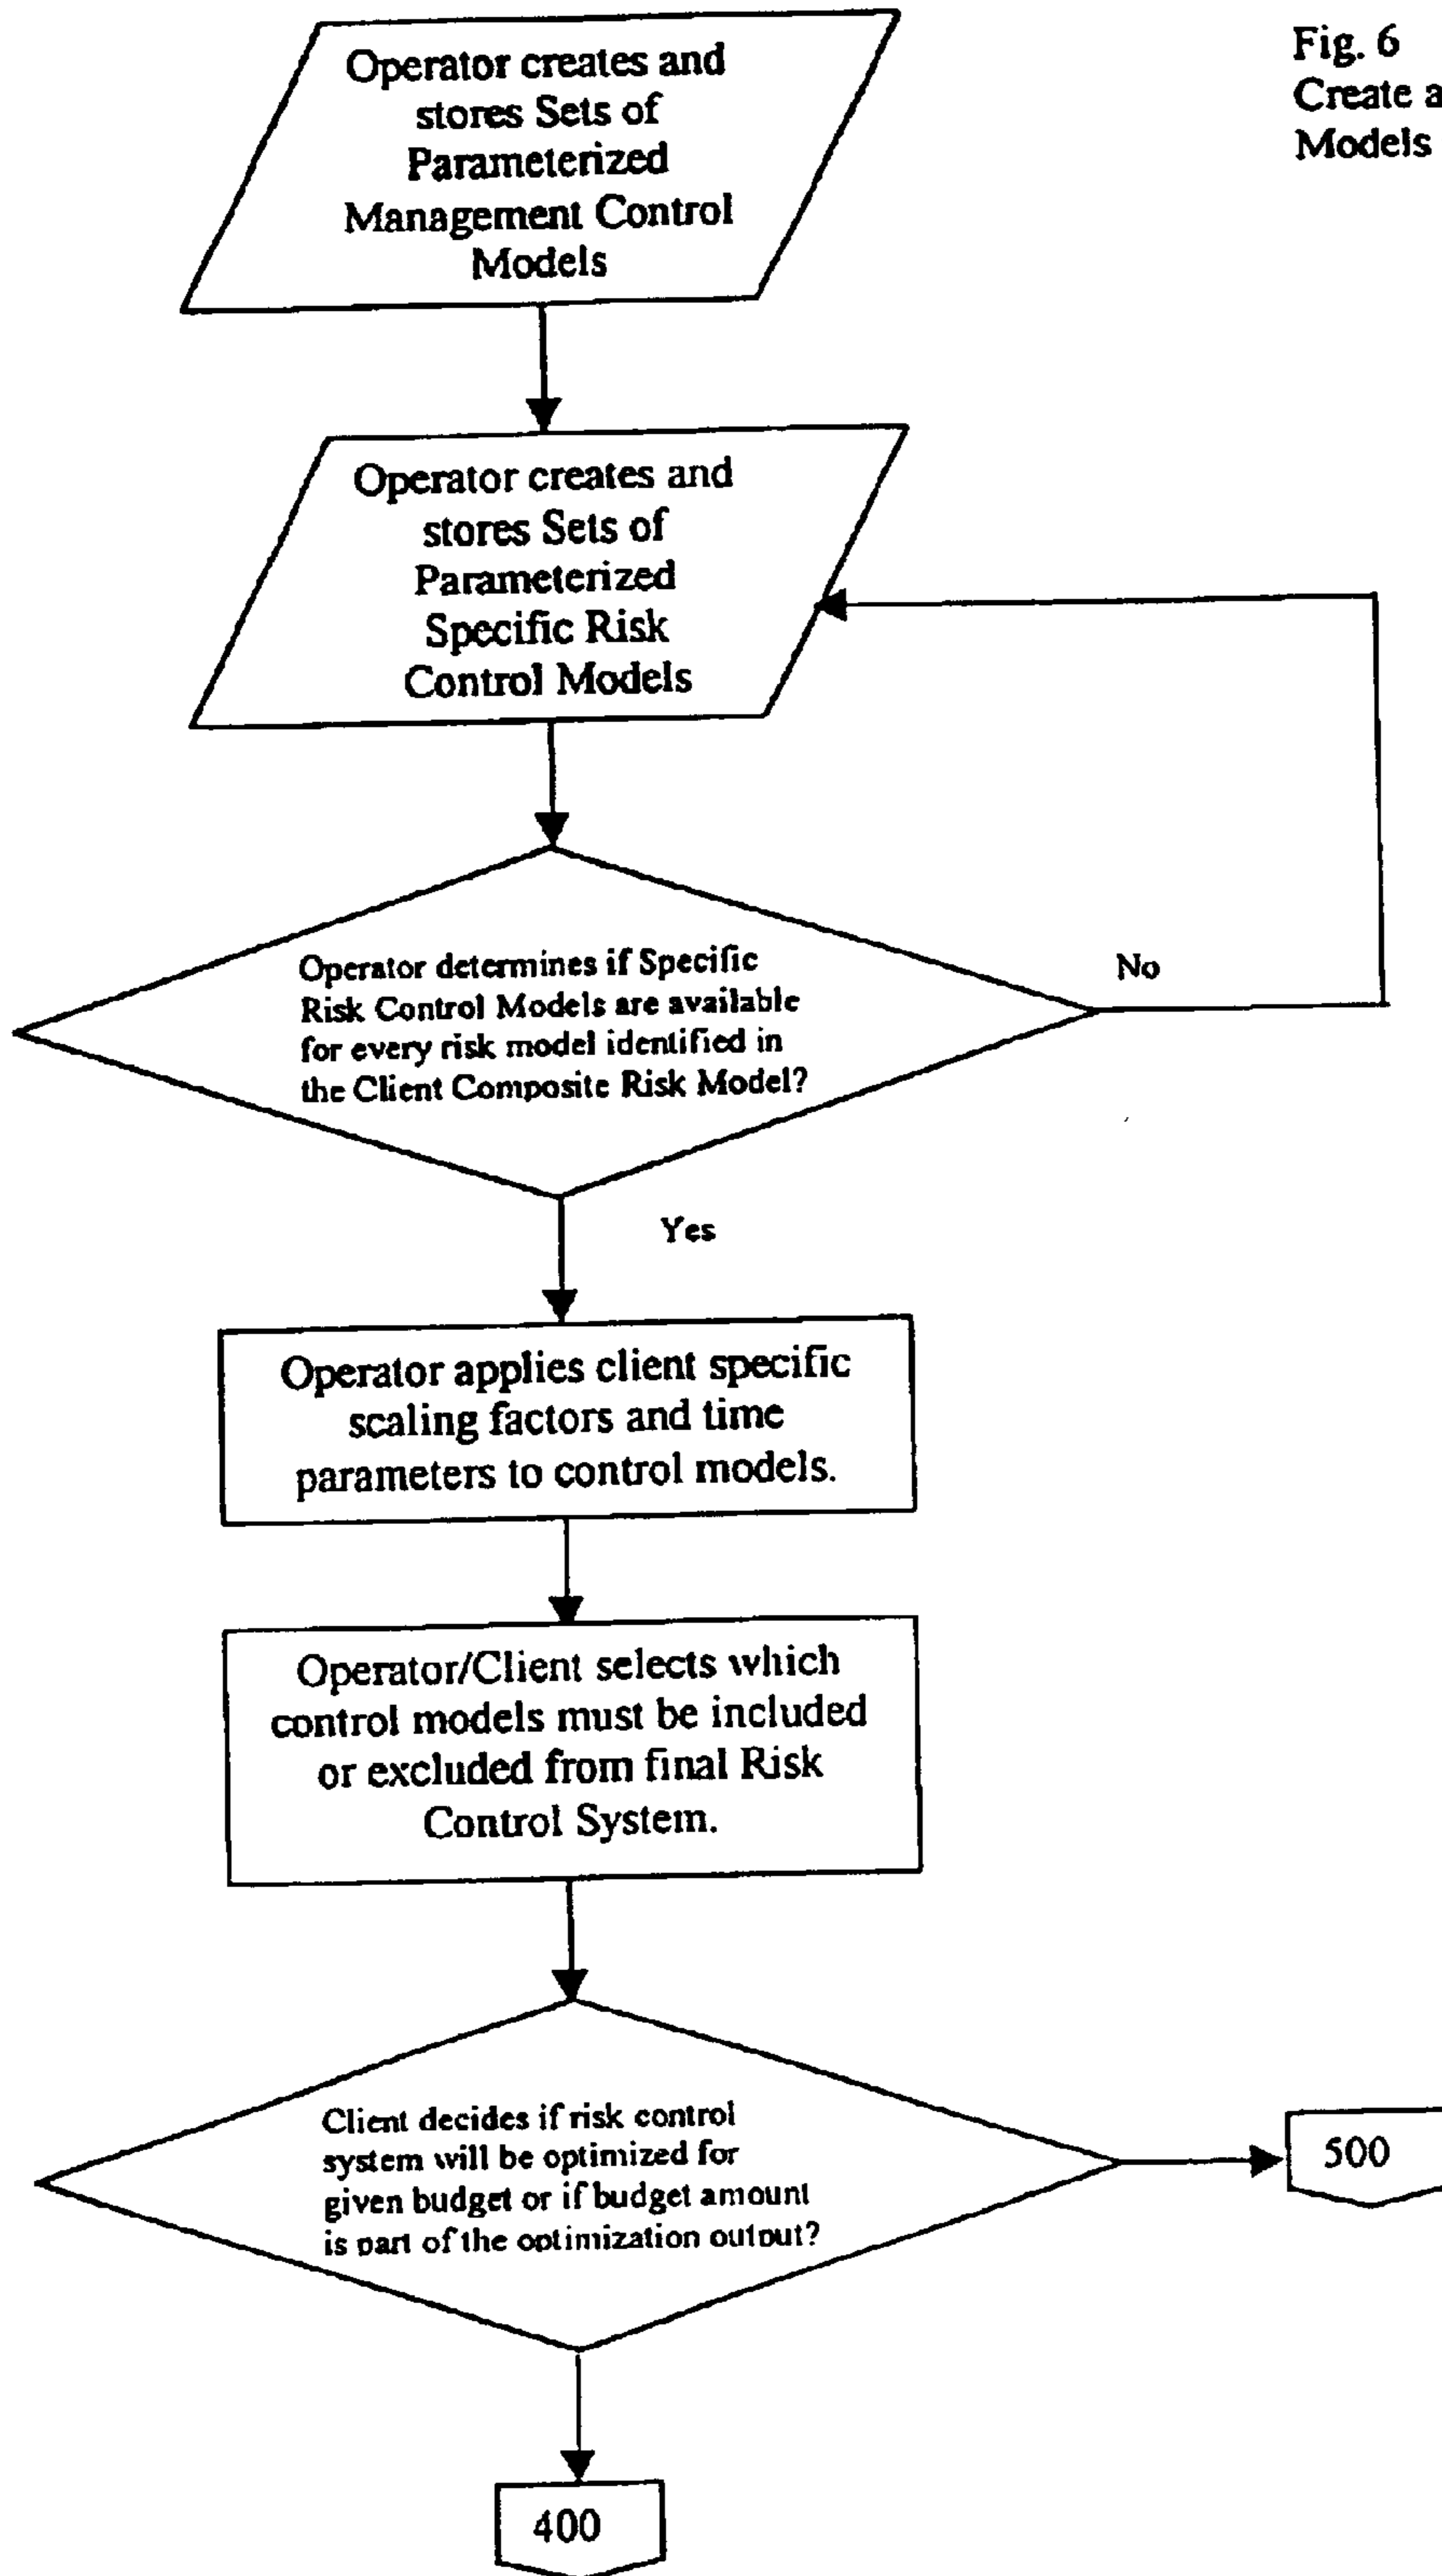 Fig. 6
Create a
Models
Operator creates and
stores Sets of
Parameterized
Management Control
Models
Operator creates and
stores Sets of
Parameterized
Specific Risk
Control Models
Operator determines if Specific
Risk Control Models are available
for every risk model identified in
the Client Composite Risk Model?
No
Yes
Operator applies client specific
scaling factors and time
parameters to control models.
Operator/Client selects which
control models must be included
or excluded from final Risk
Control System.
Client decides if risk control
system will be optimized for
given budget or if budget amount
is part of the optimization output?
500
400